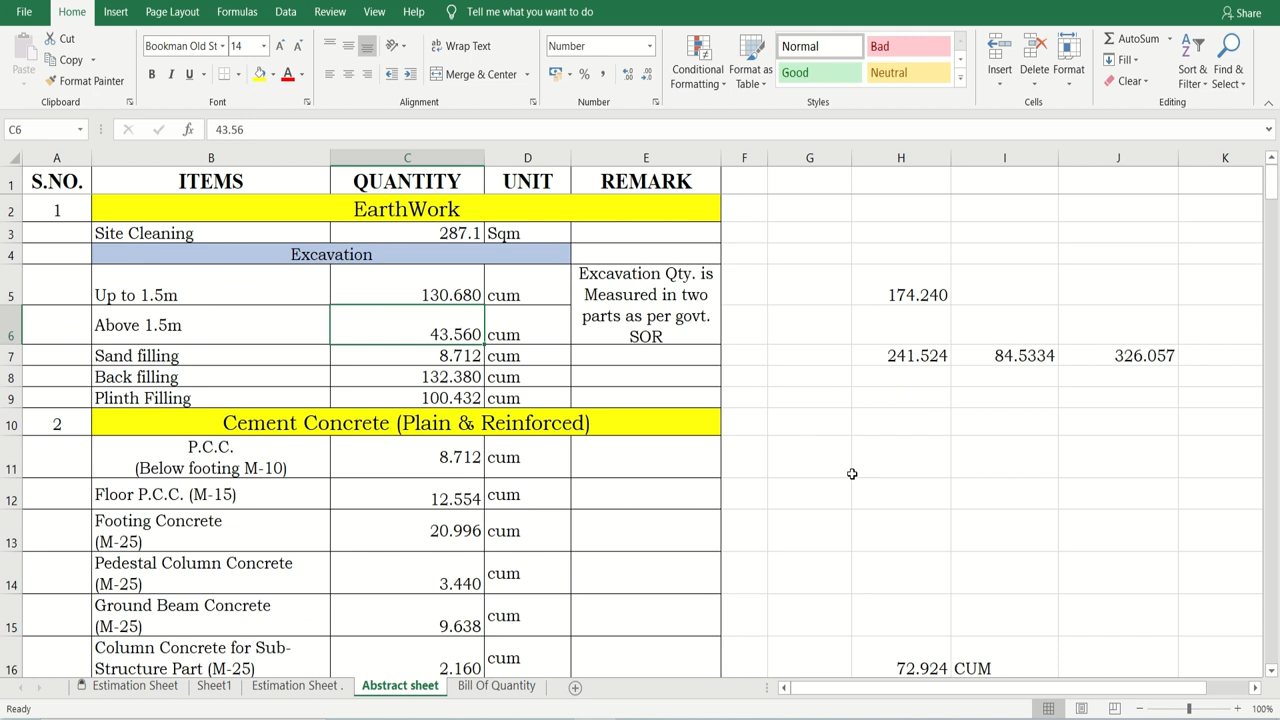 File Home Insert Page Layout Formulas Data Review View Help Tell me what you want to do Share
Paste Cut Copy Format Painter Clipboard
Bookman Old St 14 A A B I U A Font
Wrap Text Merge & Center Alignment
Number % , Number
Conditional Formatting Format as Table Normal Bad Good Neutral Styles
Insert Delete Format Cells
AutoSum Fill Clear Sort & Filter Find & Select Editing
C6 fx 43.56
A B C D E F G H I J K
1 S.NO. ITEMS QUANTITY UNIT REMARK
2 1 EarthWork
3 Site Cleaning 287.1 Sqm
4 Excavation
5 Up to 1.5m 130.680 cum Excavation Qty. is Measured in two parts as per govt. SOR 174.240
6 Above 1.5m 43.560 cum
7 Sand filling 8.712 cum 241.524 84.5334 326.057
8 Back filling 132.380 cum
9 Plinth Filling 100.432 cum
10 2 Cement Concrete (Plain & Reinforced)
11 P.C.C. (Below footing M-10) 8.712 cum
12 Floor P.C.C. (M-15) 12.554 cum
13 Footing Concrete (M-25) 20.996 cum
14 Pedestal Column Concrete (M-25) 3.440 cum
15 Ground Beam Concrete (M-25) 9.638 cum
16 Column Concrete for Sub-Structure Part (M-25) 2.160 cum 72.924 CUM
Estimation Sheet Sheet1 Estimation Sheet . Abstract sheet Bill Of Quantity
Ready 100%